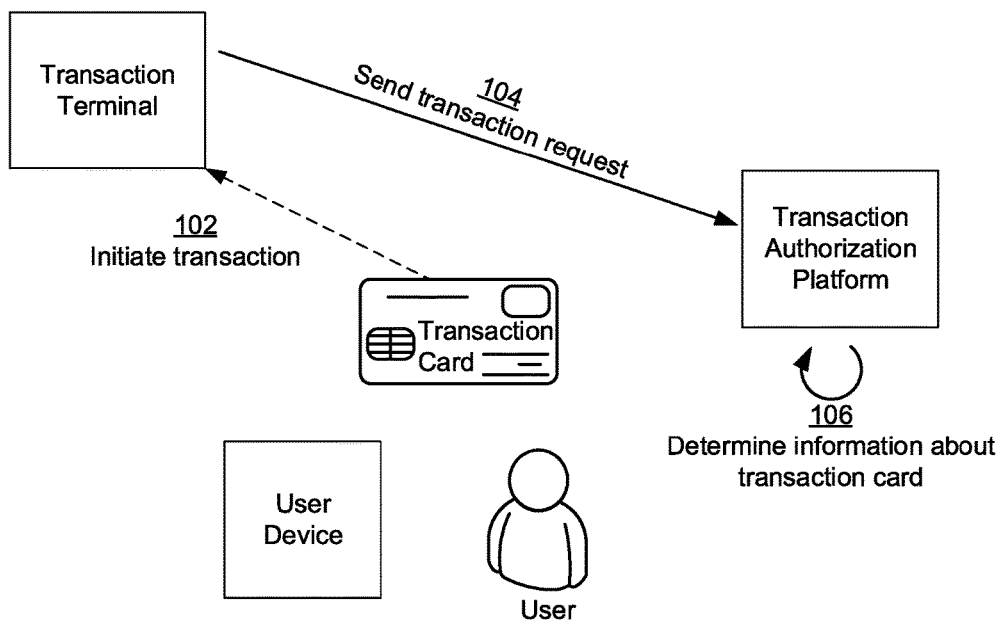 Transaction
Terminal
104
Send transaction request
102
Initiate transaction
Transaction
Authorization
Platform
Transaction
Card
106
Determine information about
transaction card
User
Device
User